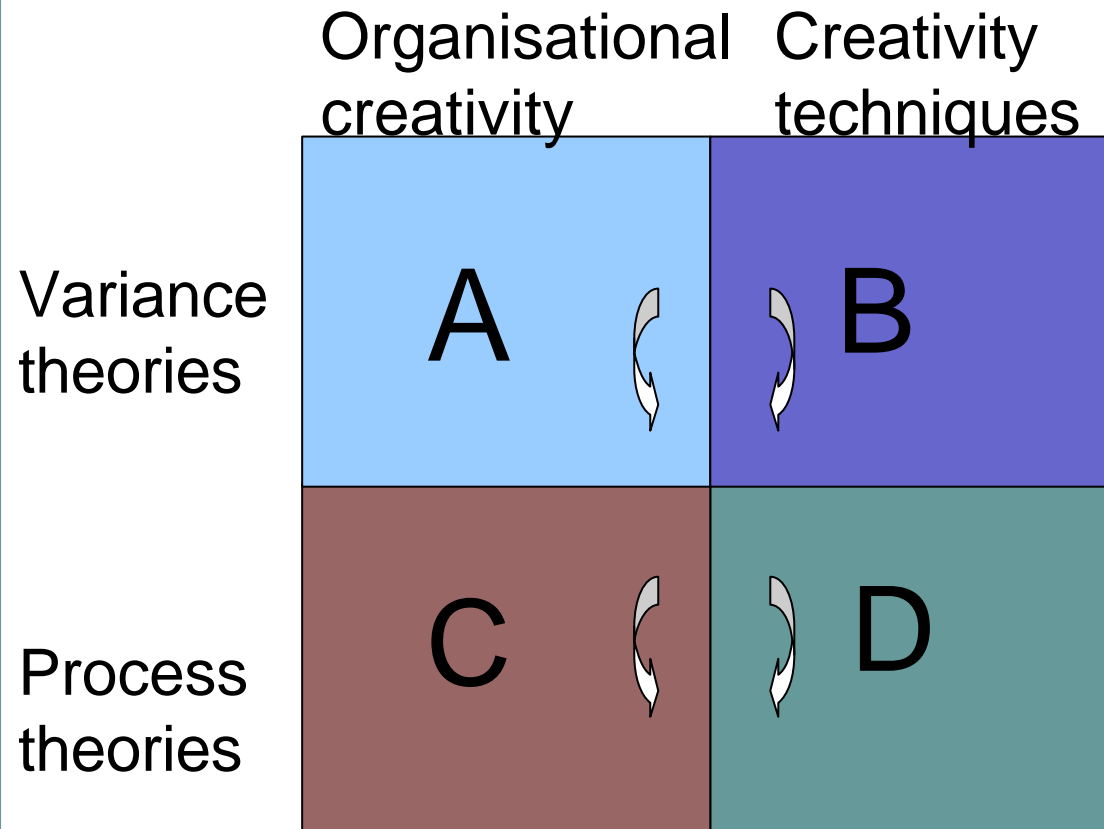 Organisational Creativity
creativity techniques
Variance
theories
A
B
C
D
Process
theories